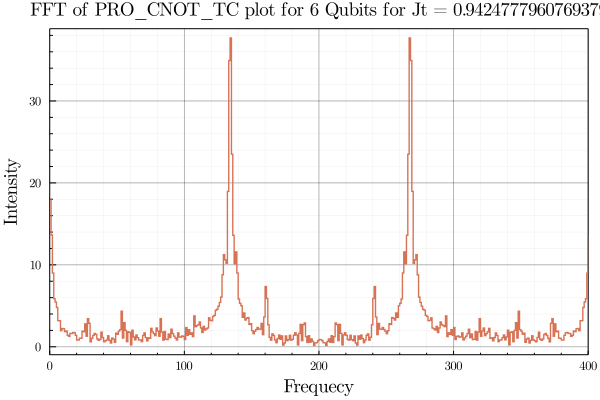 FFT of PRO_CNOT_TC plot for 6 Qubits for Jt = 0.942477796076937
Intensity
30
20
10
0
0 100 200 300 400
Frequecy